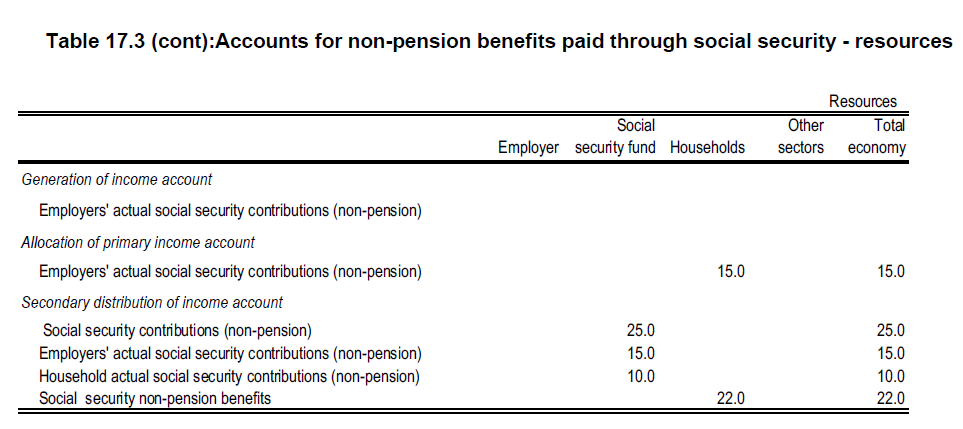 Table 17.3 (cont):Accounts for non-pension benefits paid through social security - resources
Resources
Social Other Total
Employer security fund Households sectors economy
Generation of income account
Employers' actual social security contributions (non-pension)
Allocation of primary income account
Employers' actual social security contributions (non-pension) 15.0 15.0
Secondary distribution of income account
Social security contributions (non-pension) 25.0 25.0
Employers' actual social security contributions (non-pension) 15.0 15.0
Household actual social security contributions (non-pension) 10.0 10.0
Social security non-pension benefits 22.0 22.0